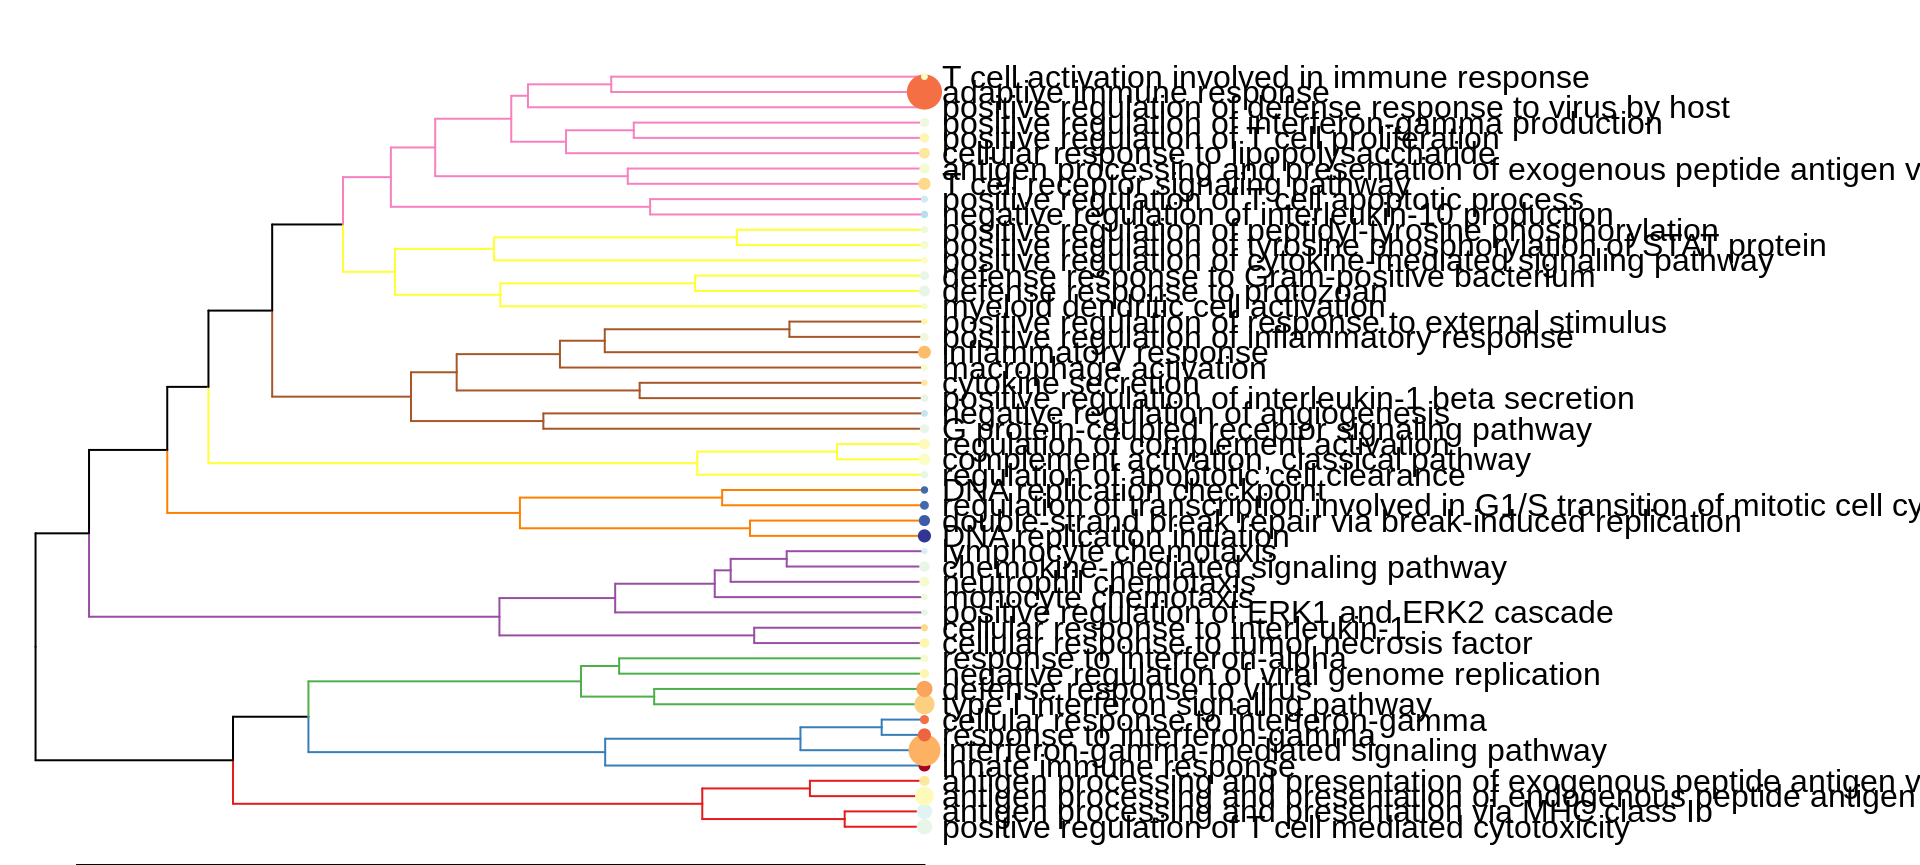 T cell activation involved in immune response
adaptive immune response
positive regulation of defense response to virus by host
positive regulation of interferon-gamma production
positive regulation of T cell proliferation
cellular response to lipopolysaccharide
antigen processing and presentation of exogenous peptide antigen v
T cell receptor signaling pathway
positive regulation of T cell apoptotic process
negative regulation of interleukin-10 production
positive regulation of peptidyl-tyrosine phosphorylation
positive regulation of tyrosine phosphorylation of STAT protein
positive regulation of cytokine-mediated signaling pathway
defense response to Gram-positive bacterium
defense response to protozoan
myeloid dendritic cell activation
positive regulation of response to external stimulus
positive regulation of inflammatory response
inflammatory response
macrophage activation
cytokine secretion
positive regulation of interleukin-1 beta secretion
negative regulation of angiogenesis
G protein-coupled receptor signaling pathway
regulation of complement activation
complement activation, classical pathway
regulation of apoptotic cell clearance
DNA replication checkpoint
regulation of transcription involved in G1/S transition of mitotic cell cy
double-strand break repair via break-induced replication
DNA replication initiation
lymphocyte chemotaxis
chemokine-mediated signaling pathway
neutrophil chemotaxis
monocyte chemotaxis
positive regulation of ERK1 and ERK2 cascade
cellular response to interleukin-1
cellular response to tumor necrosis factor
response to interferon-alpha
negative regulation of viral genome replication
defense response to virus
type I interferon signaling pathway
cellular response to interferon-gamma
response to interferon-gamma
interferon-gamma-mediated signaling pathway
innate immune response
antigen processing and presentation of exogenous peptide antigen v
antigen processing and presentation of endogenous peptide antigen
antigen processing and presentation via MHC class Ib
positive regulation of T cell mediated cytotoxicity